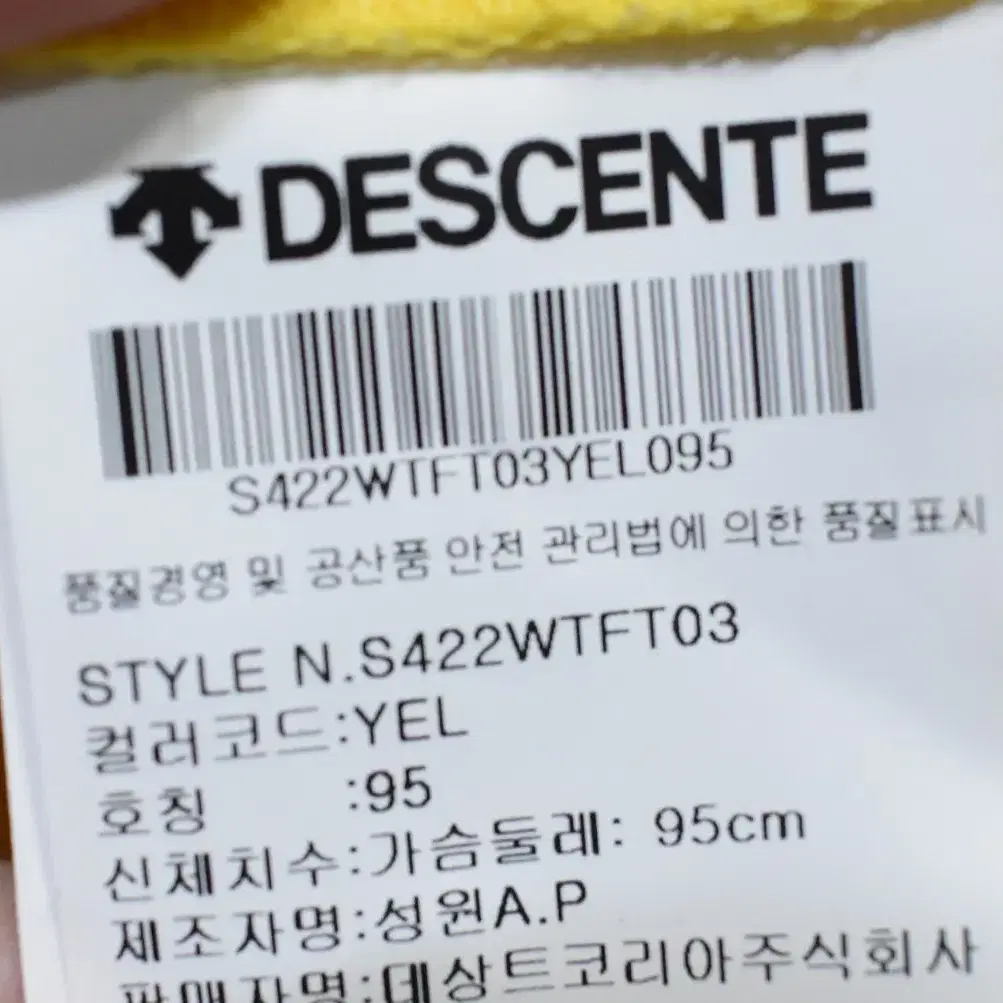 DESCENTE
S422WTFT03YEL095
품질경영 및 공산품 안전 관리법에 의한 품질표시
STYLE N.S422WTFT03
컬러코드:YEL
호칭 :95
신체치수:가슴둘레: 95cm
제조자명:성원A.P
판매자명:데상트코리아주식회사